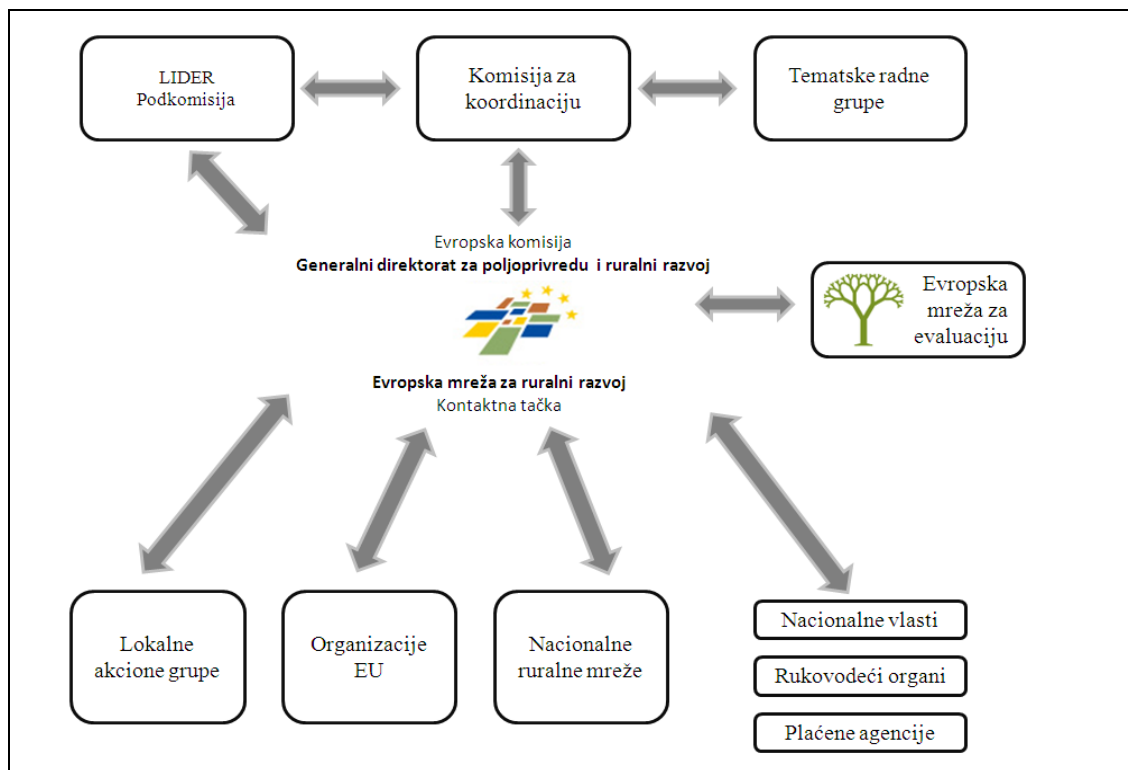 LIDER
Podkomisija
Komisija za
koordinaciju
Tematske radne
grupe
Evropska komisija
Generalni direktorat za poljoprivredu i ruralni razvoj
Evropska
mreža za
evaluaciju
Evropska mreža za ruralni razvoj
Kontaktna tačka
Lokalne
akcione grupe
Organizacije
EU
Nacionalne
ruralne mreže
Nacionalne vlasti
Rukovodeći organi
Plaćene agencije